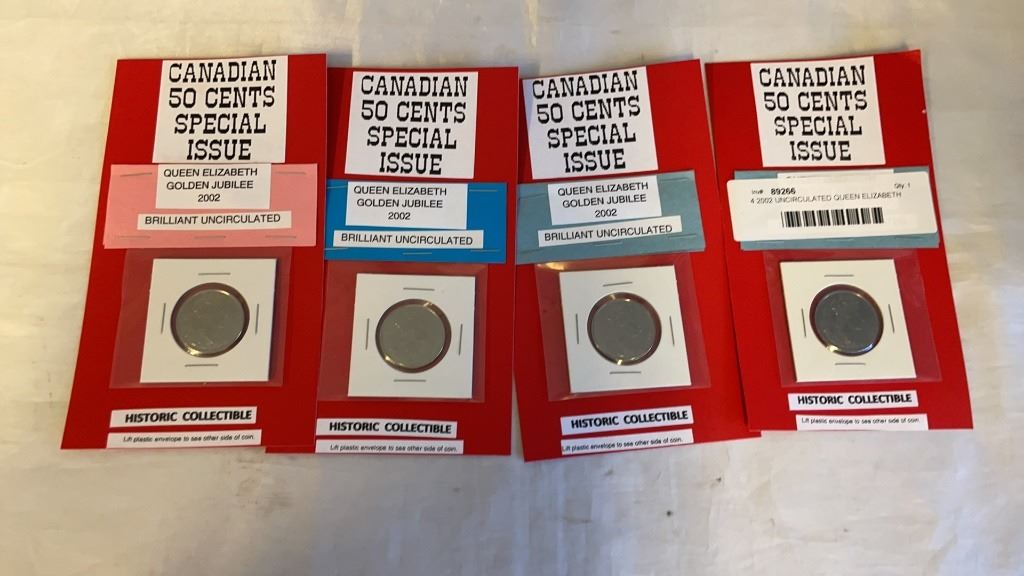 CANADIAN
50 CENTS
SPECIAL
ISSUE
QUEEN ELIZABETH
GOLDEN JUBILEE
2002
BRILLIANT UNCIRCULATED
HISTORIC COLLECTIBLE
Lift plastic envelope to see other side of coin.
CANADIAN
50 CENTS
SPECIAL
ISSUE
QUEEN ELIZABETH
GOLDEN JUBILEE
2002
BRILLIANT UNCIRCULATED
HISTORIC COLLECTIBLE
Lift plastic envelope to see other side of coin.
CANADIAN
50 CENTS
SPECIAL
ISSUE
QUEEN ELIZABETH
GOLDEN JUBILEE
2002
BRILLIANT UNCIRCULATED
HISTORIC COLLECTIBLE
Lift plastic envelope to see other side of coin.
CANADIAN
50 CENTS
SPECIAL
ISSUE
Inv# 89266 Qty: 1
4 2002 UNCIRCULATED QUEEN ELIZABETH
HISTORIC COLLECTIBLE
Lift plastic envelope to see other side of coin.